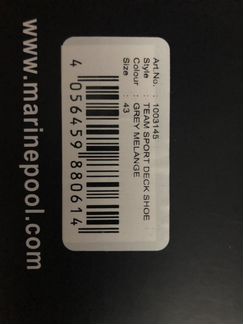 Art No. : 1003145
Style : TEAM SPORT DECK SHOE
Colour : GREY MELANGE
Size : 43
4 056459 880614
www.marinepool.com